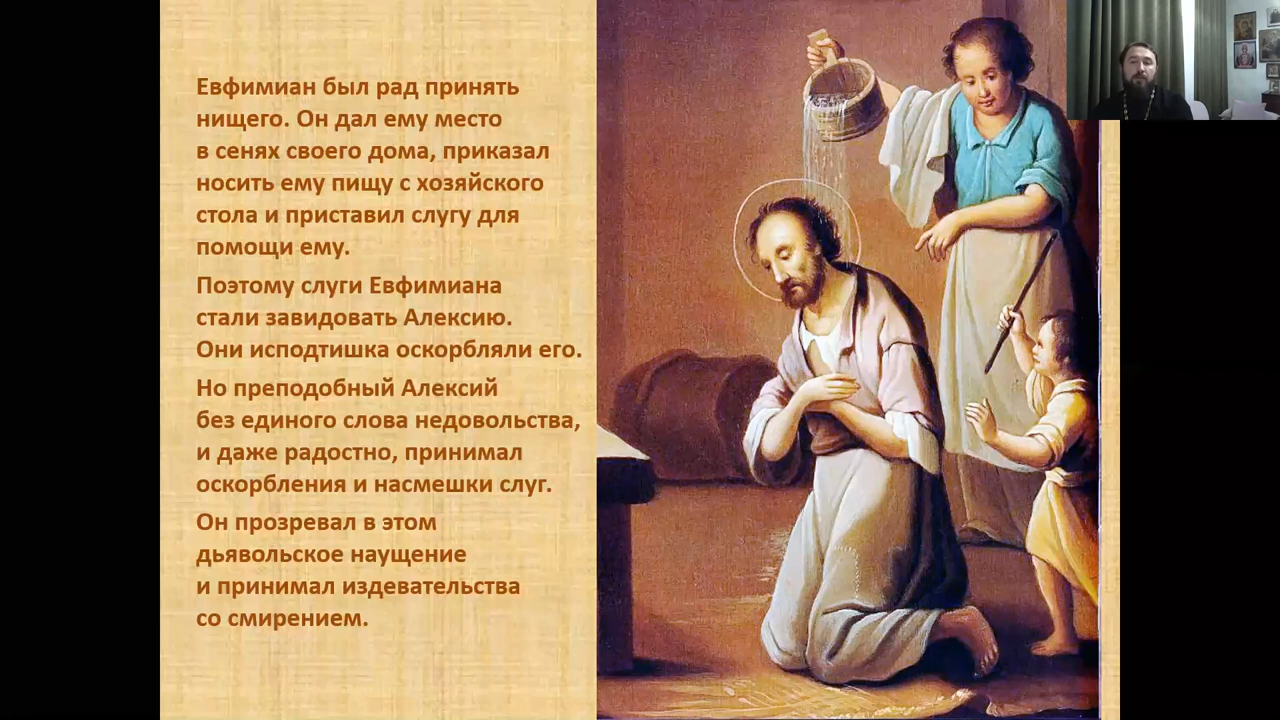 Евфимиан был рад принять
нищего. Он дал ему место
в сенях своего дома, приказал
носить ему пищу с хозяйского
стола и приставил слугу для
помощи ему.
Поэтому слуги Евфимиана
стали завидовать Алексию.
Они исподтишка оскорбляли его.
Но преподобный Алексий
без единого слова недовольства,
и даже радостно, принимал
оскорбления и насмешки слуг.
Он прозревал в этом
дьявольское наущение
и принимал издевательства
со смирением.